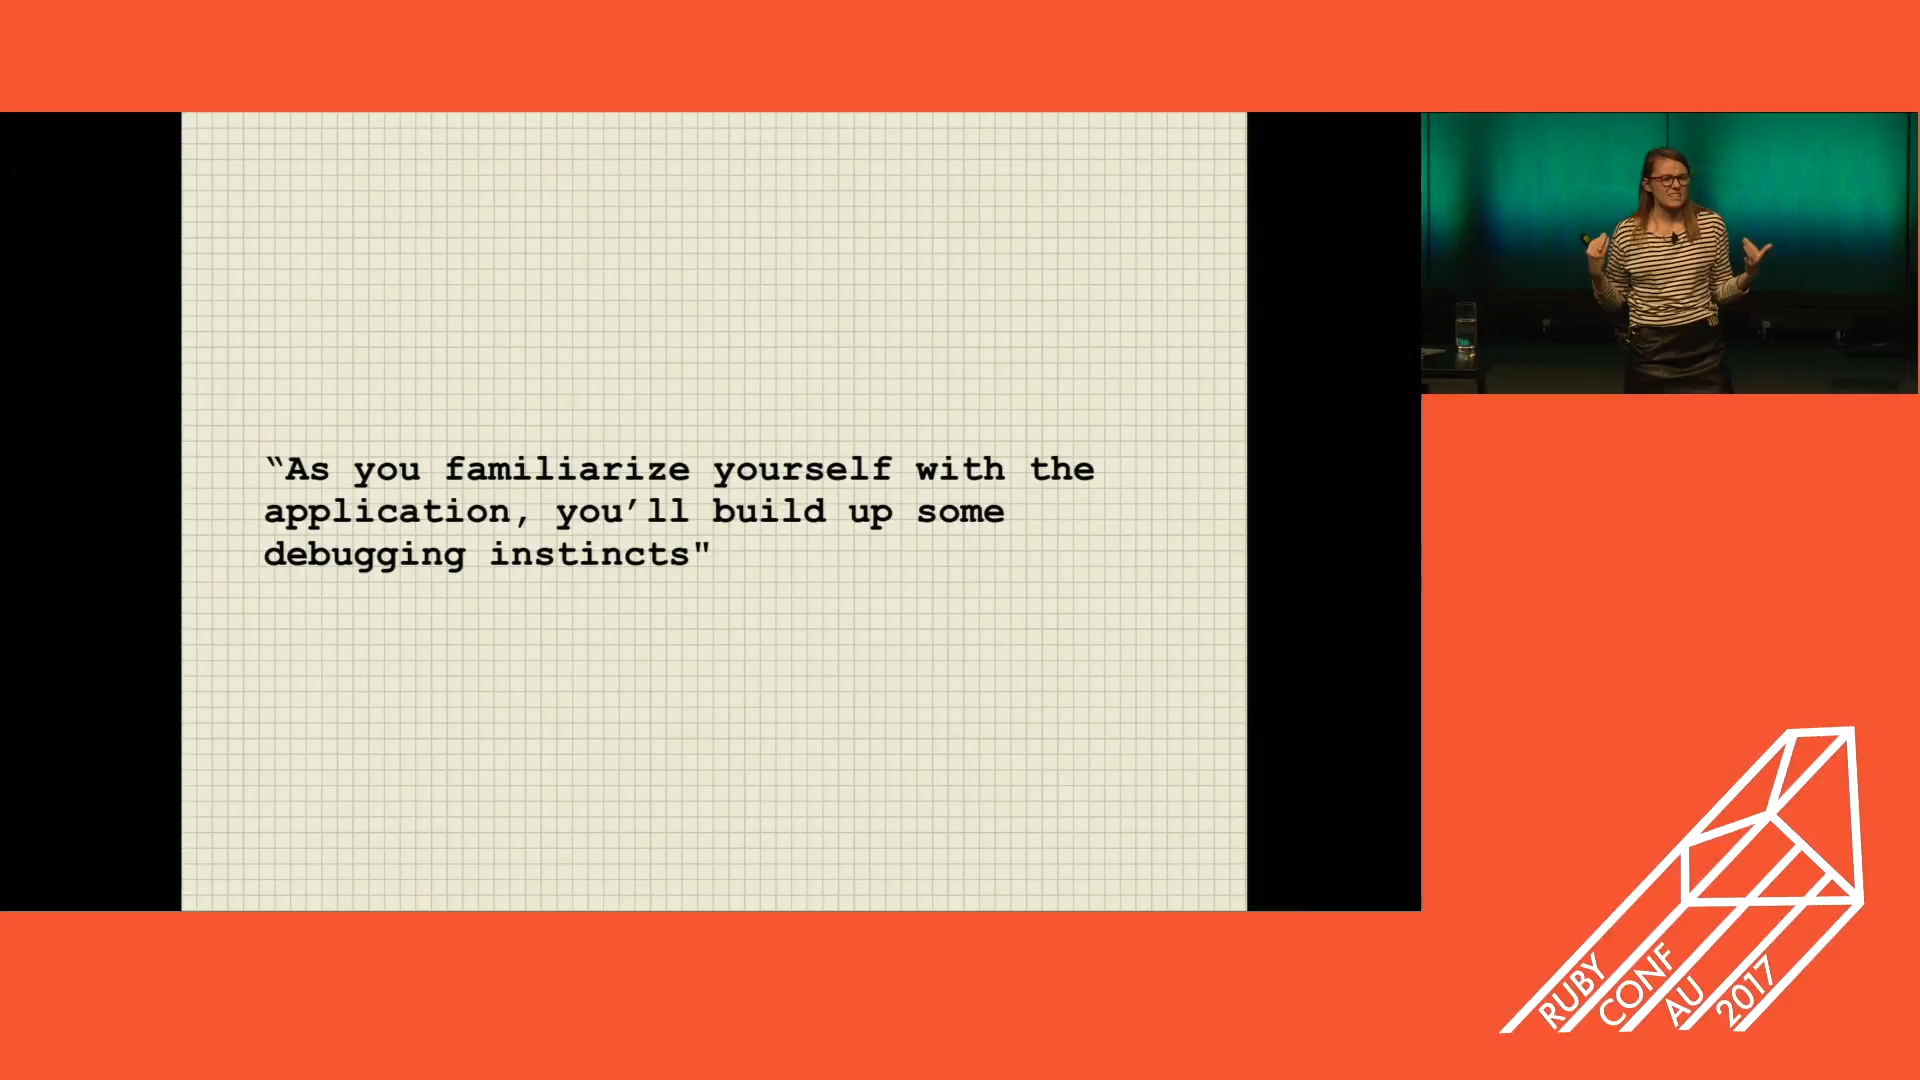 “As you familiarize yourself with the
application, you’ll build up some
debugging instincts"
RUBY
CONF
AU
2017